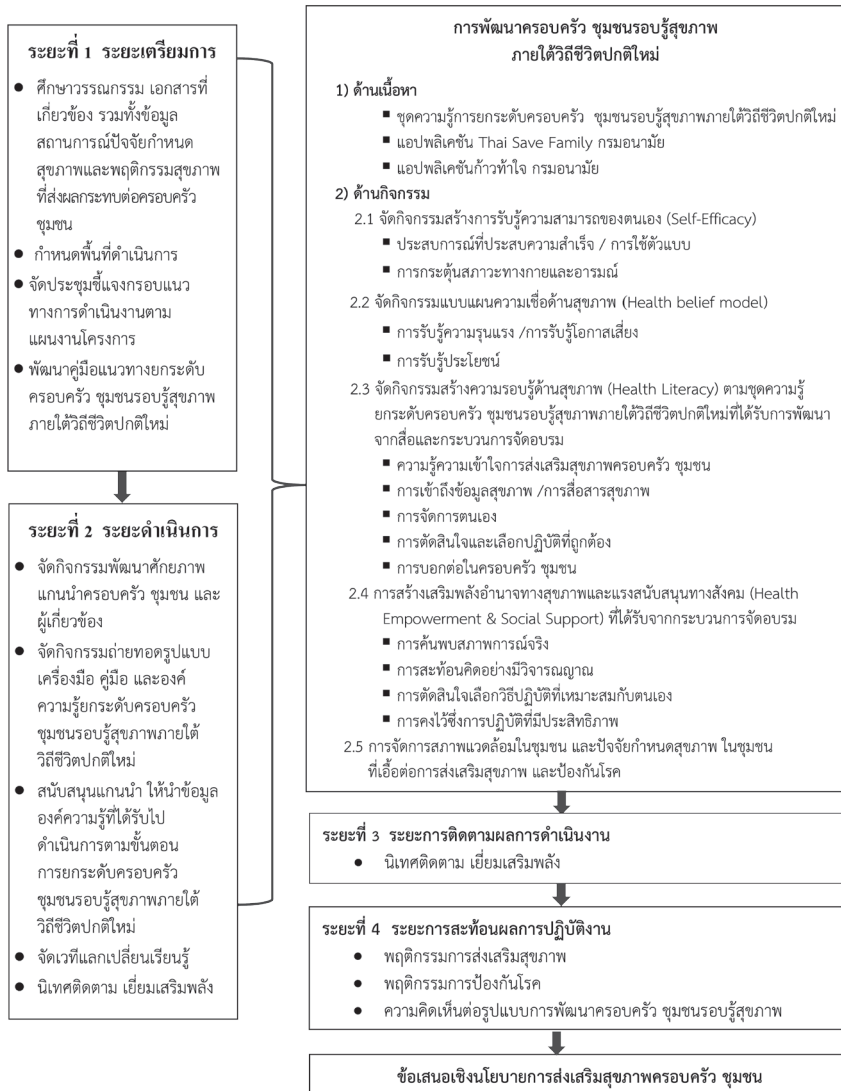 ระยะที่ 1 ระยะเตรียมการ
● ศึกษาวรรณกรรม เอกสารที่
เกี่ยวข้อง รวมทั้งข้อมูล
สถานการณ์ปัจจัยกำหนด
สุขภาพและพฤติกรรมสุขภาพ
ที่ส่งผลกระทบต่อครอบครัว
ชุมชน
● กำหนดพื้นที่ดำเนินการ
● จัดประชุมชี้แจงกรอบแนว
ทางการดำเนินงานตาม
แผนงานโครงการ
● พัฒนาคู่มือแนวทางยกระดับ
ครอบครัว ชุมชนรอบรู้สุขภาพ
ภายใต้วิถีชีวิตปกติใหม่
ระยะที่ 2 ระยะดำเนินการ
● จัดกิจกรรมพัฒนาศักยภาพ
แกนนำครอบครัว ชุมชน และ
ผู้เกี่ยวข้อง
● จัดกิจกรรมถ่ายทอดรูปแบบ
เครื่องมือ คู่มือ และองค์
ความรู้ยกระดับครอบครัว
ชุมชนรอบรู้สุขภาพภายใต้
วิถีชีวิตปกติใหม่
● สนับสนุนแกนนำ ให้นำข้อมูล
องค์ความรู้ที่ได้รับไป
ดำเนินการตามขั้นตอน
การยกระดับครอบครัว
ชุมชนรอบรู้สุขภาพภายใต้
วิถีชีวิตปกติใหม่
● จัดเวทีแลกเปลี่ยนเรียนรู้
● นิเทศติดตาม เยี่ยมเสริมพลัง
การพัฒนาครอบครัว ชุมชนรอบรู้สุขภาพ
ภายใต้วิถีชีวิตปกติใหม่
1) ด้านเนื้อหา
▪ ชุดความรู้การยกระดับครอบครัว ชุมชนรอบรู้สุขภาพภายใต้วิถีชีวิตปกติใหม่
▪ แอปพลิเคชัน Thai Save Family กรมอนามัย
▪ แอปพลิเคชันก้าวท้าใจ กรมอนามัย
2) ด้านกิจกรรม
2.1 จัดกิจกรรมสร้างการรับรู้ความสามารถของตนเอง (Self-Efficacy)
▪ ประสบการณ์ที่ประสบความสำเร็จ / การใช้ตัวแบบ
▪ การกระตุ้นสภาวะทางกายและอารมณ์
2.2 จัดกิจกรรมแบบแผนความเชื่อด้านสุขภาพ (Health belief model)
▪ การรับรู้ความรุนแรง /การรับรู้โอกาสเสี่ยง
▪ การรับรู้ประโยชน์
2.3 จัดกิจกรรมสร้างความรอบรู้ด้านสุขภาพ (Health Literacy) ตามชุดความรู้
ยกระดับครอบครัว ชุมชนรอบรู้สุขภาพภายใต้วิถีชีวิตปกติใหม่ที่ได้รับการพัฒนา
จากสื่อและกระบวนการจัดอบรม
▪ ความรู้ความเข้าใจการส่งเสริมสุขภาพครอบครัว ชุมชน
▪ การเข้าถึงข้อมูลสุขภาพ /การสื่อสารสุขภาพ
▪ การจัดการตนเอง
▪ การตัดสินใจและเลือกปฏิบัติที่ถูกต้อง
▪ การบอกต่อในครอบครัว ชุมชน
2.4 การสร้างเสริมพลังอำนาจทางสุขภาพและแรงสนับสนุนทางสังคม (Health
Empowerment & Social Support) ที่ได้รับจากกระบวนการจัดอบรม
▪ การค้นพบสภาพการณ์จริง
▪ การสะท้อนคิดอย่างมีวิจารณญาณ
▪ การตัดสินใจเลือกวิธีปฏิบัติที่เหมาะสมกับตนเอง
▪ การคงไว้ซึ่งการปฏิบัติที่มีประสิทธิภาพ
2.5 การจัดการสภาพแวดล้อมในชุมชน และปัจจัยกำหนดสุขภาพ ในชุมชน
ที่เอื้อต่อการส่งเสริมสุขภาพ และป้องกันโรค
ระยะที่ 3 ระยะการติดตามผลการดำเนินงาน
● นิเทศติดตาม เยี่ยมเสริมพลัง
ระยะที่ 4 ระยะการสะท้อนผลการปฏิบัติงาน
● พฤติกรรมการส่งเสริมสุขภาพ
● พฤติกรรมการป้องกันโรค
● ความคิดเห็นต่อรูปแบบการพัฒนาครอบครัว ชุมชนรอบรู้สุขภาพ
ข้อเสนอเชิงนโยบายการส่งเสริมสุขภาพครอบครัว ชุมชน